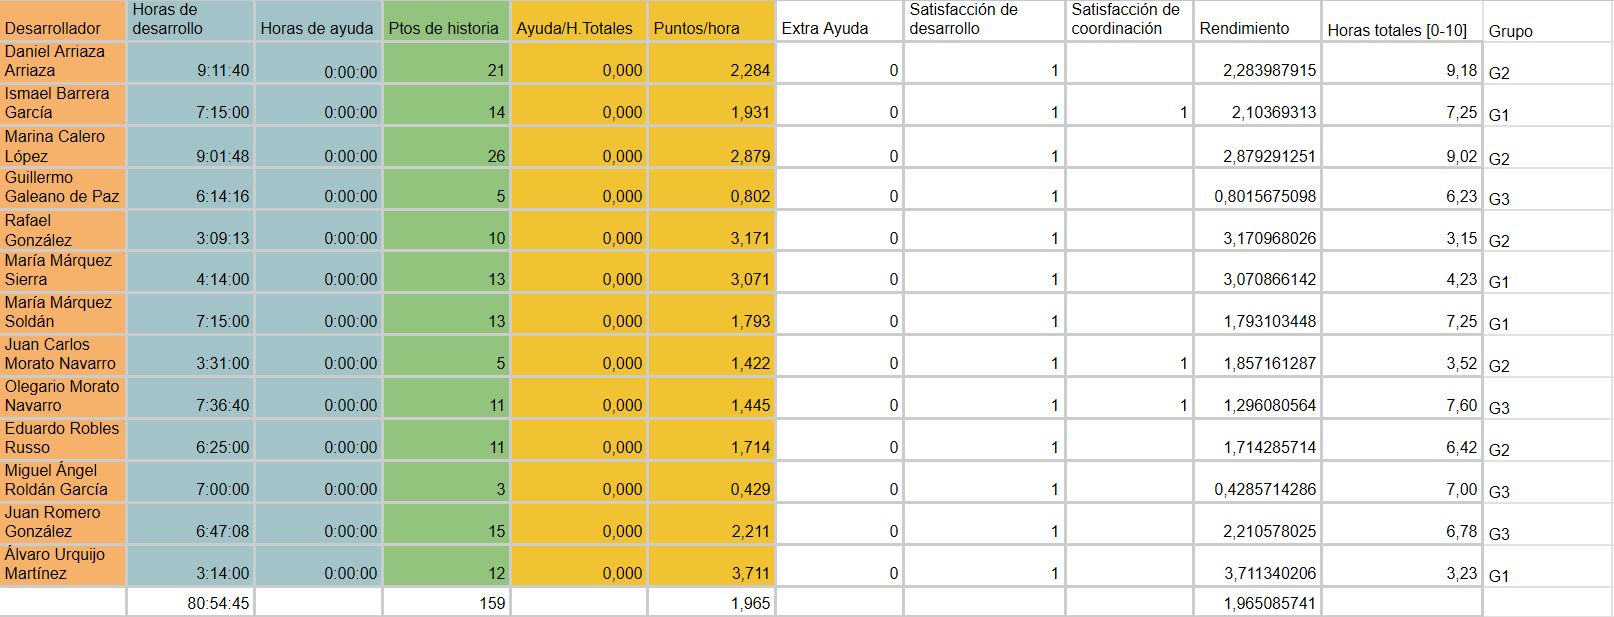 Desarrollador Horas de desarrollo Horas de ayuda Ptos de historia Ayuda/H.Totales Puntos/hora Extra Ayuda Satisfacción de desarrollo Satisfacción de coordinación Rendimiento Horas totales [0-10] Grupo
Daniel Arriaza Arriaza 9:11:40 0:00:00 21 0,000 2,284 0 1 2,283987915 9,18 G2
Ismael Barrera García 7:15:00 0:00:00 14 0,000 1,931 0 1 1 2,10369313 7,25 G1
Marina Calero López 9:01:48 0:00:00 26 0,000 2,879 0 1 2,879291251 9,02 G2
Guillermo Galeano de Paz 6:14:16 0:00:00 5 0,000 0,802 0 1 0,8015675098 6,23 G3
Rafael González 3:09:13 0:00:00 10 0,000 3,171 0 1 3,170968026 3,15 G2
María Márquez Sierra 4:14:00 0:00:00 13 0,000 3,071 0 1 3,070866142 4,23 G1
María Márquez Soldán 7:15:00 0:00:00 13 0,000 1,793 0 1 1,793103448 7,25 G1
Juan Carlos Morato Navarro 3:31:00 0:00:00 5 0,000 1,422 0 1 1 1,857161287 3,52 G2
Olegario Morato Navarro 7:36:40 0:00:00 11 0,000 1,445 0 1 1 1,296080564 7,60 G3
Eduardo Robles Russo 6:25:00 0:00:00 11 0,000 1,714 0 1 1,714285714 6,42 G2
Miguel Ángel Roldán García 7:00:00 0:00:00 3 0,000 0,429 0 1 0,4285714286 7,00 G3
Juan Romero González 6:47:08 0:00:00 15 0,000 2,211 0 1 2,210578025 6,78 G3
Álvaro Urquijo Martínez 3:14:00 0:00:00 12 0,000 3,711 0 1 3,711340206 3,23 G1
80:54:45 159 1,965 1,965085741